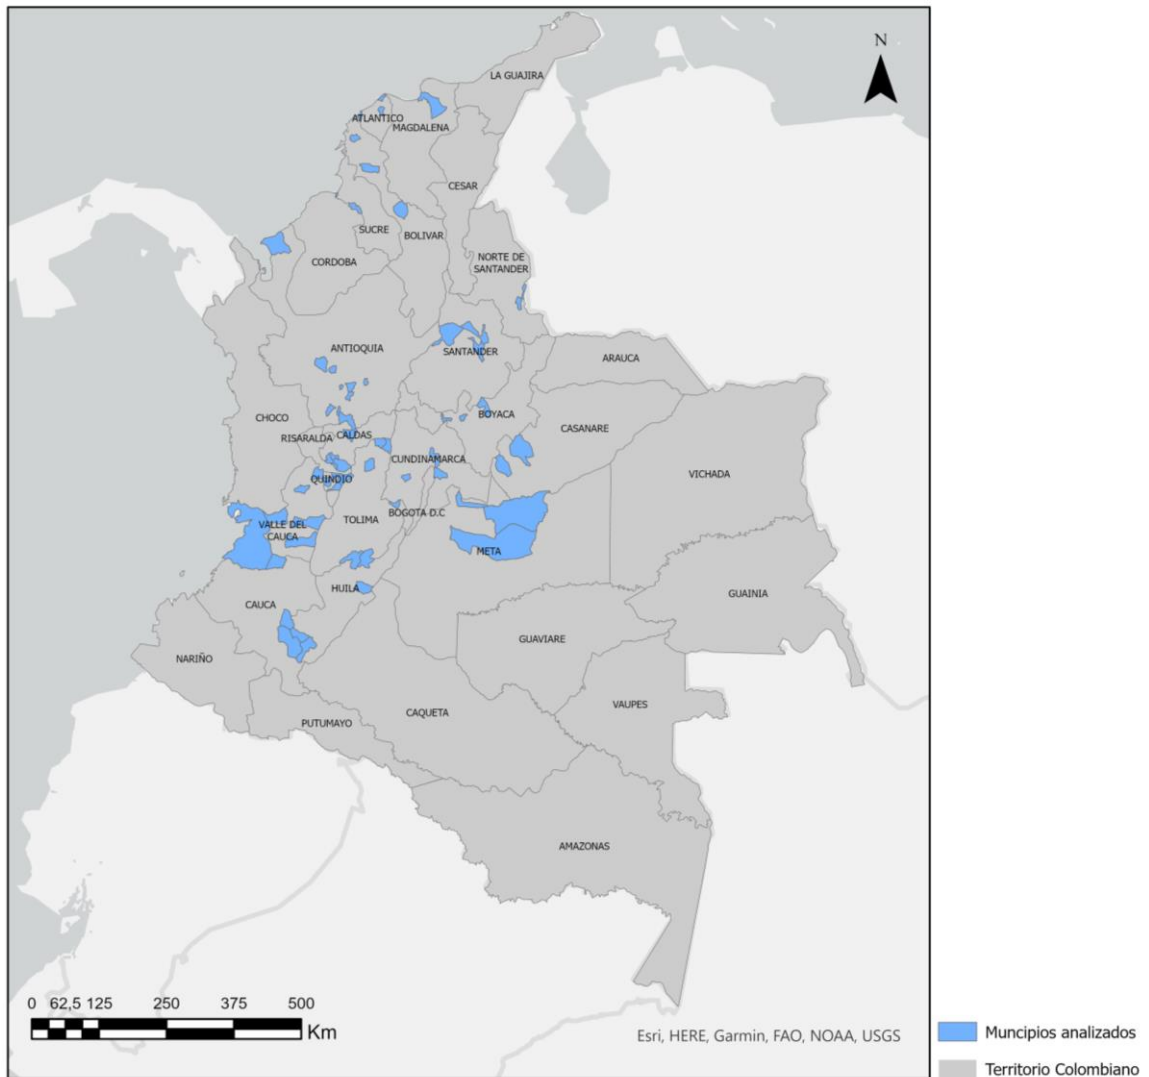 N
LA GUAJIRA
ATLANTICO
MAGDALENA
CESAR
SUCRE
BOLIVAR
NORTE DE
SANTANDER
CORDOBA
ANTIOQUIA
SANTANDER
ARAUCA
CHOCO
BOYACA
CASANARE
RISARALDA
CALDAS
CUNDINAMARCA
VICHADA
QUINDIO
BOGOTA D.C
TOLIMA
VALLE DEL
CAUCA
META
HUILA
GUAINIA
CAUCA
GUAVIARE
NARIÑO
VAUPES
CAQUETA
PUTUMAYO
AMAZONAS
0 62,5 125 250 375 500
Km
Esri, HERE, Garmin, FAO, NOAA, USGS
Muncipios analizados
Territorio Colombiano